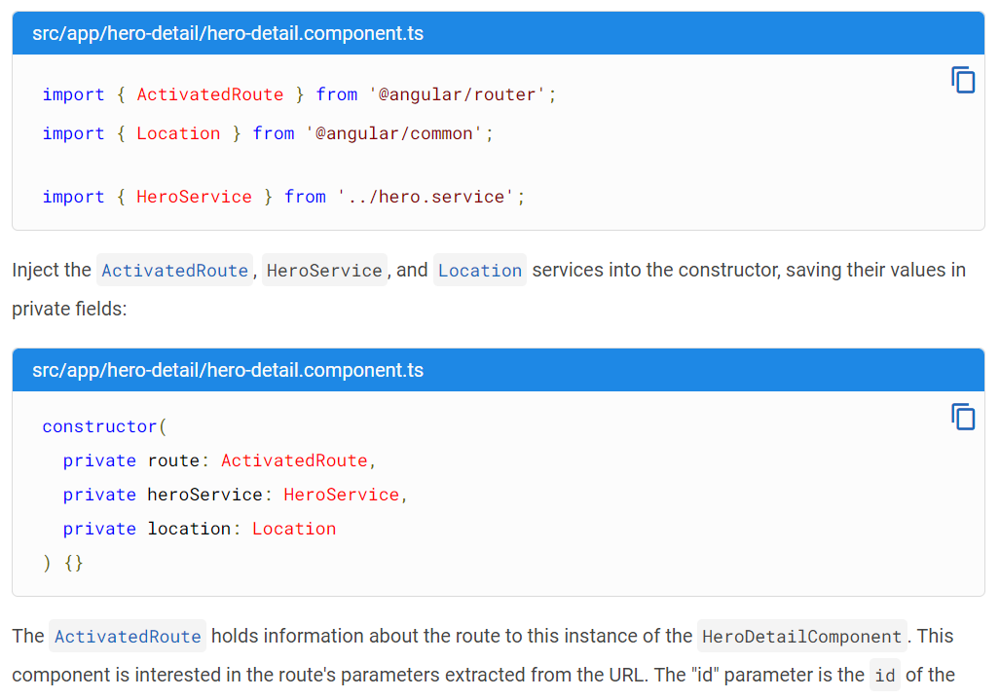 src/app/hero-detail/hero-detail.component.ts
import { ActivatedRoute } from '@angular/router';
import { Location } from '@angular/common';
import { HeroService } from '../hero.service';
Inject the ActivatedRoute, HeroService, and Location services into the constructor, saving their values in
private fields:
src/app/hero-detail/hero-detail.component.ts
constructor(
  private route: ActivatedRoute,
  private heroService: HeroService,
  private location: Location
) {}
The ActivatedRoute holds information about the route to this instance of the HeroDetailComponent. This
component is interested in the route's parameters extracted from the URL. The "id" parameter is the id of the